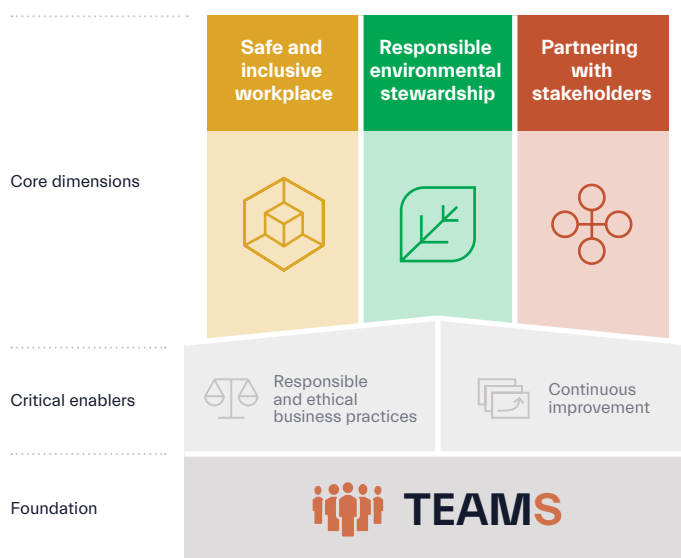 Safe and
inclusive
workplace
Responsible
environmental
stewardship
Partnering
with
stakeholders
Core dimensions
Critical enablers
Responsible
and ethical
business practices
Continuous
improvement
Foundation
TEAMS